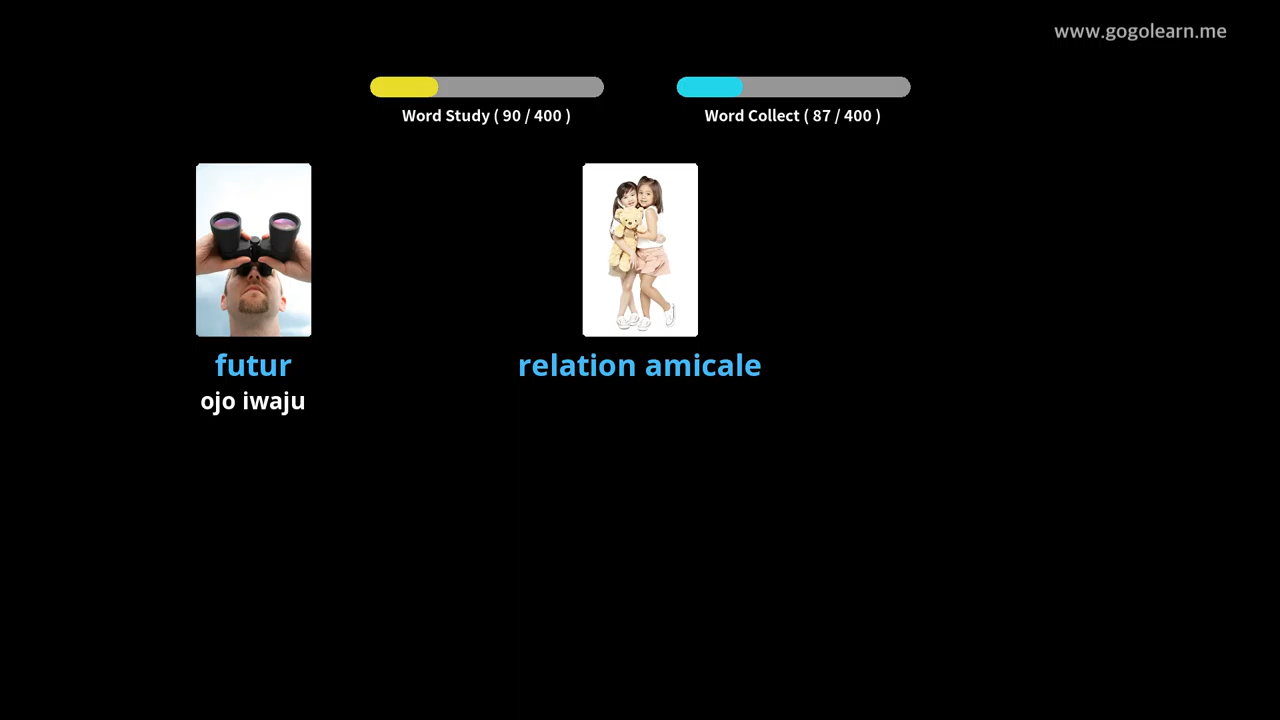 www.gogolearn.me
Word Study ( 90 / 400 )
Word Collect ( 87 / 400 )
futur
ojo iwaju
relation amicale